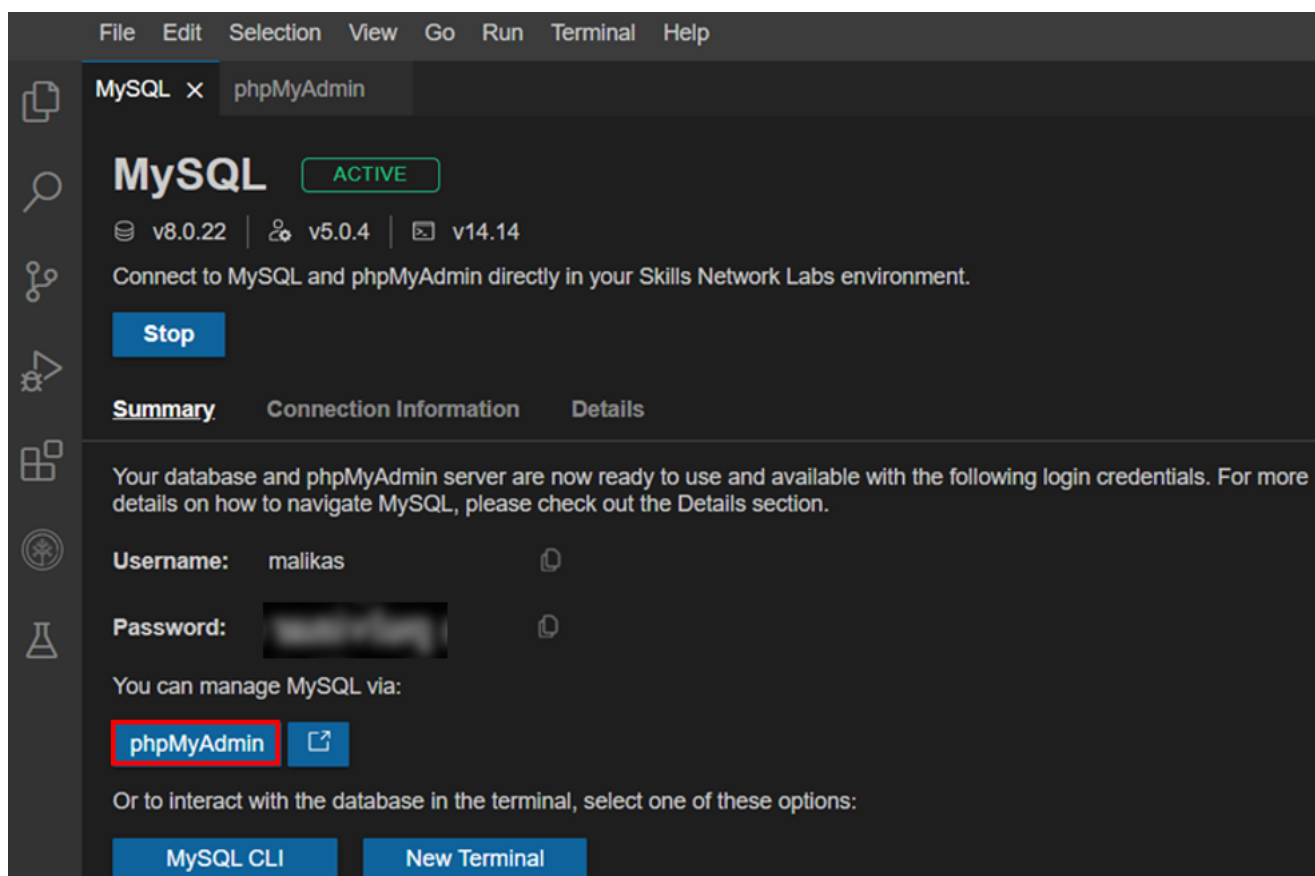 File Edit Selection View Go Run Terminal Help
MySQL phpMyAdmin
MySQL ACTIVE
v8.0.22 v5.0.4 v14.14
Connect to MySQL and phpMyAdmin directly in your Skills Network Labs environment.
Stop
Summary Connection Information Details
Your database and phpMyAdmin server are now ready to use and available with the following login credentials. For more
details on how to navigate MySQL, please check out the Details section.
Username: malikas
Password:
You can manage MySQL via:
phpMyAdmin
Or to interact with the database in the terminal, select one of these options:
MySQL CLI New Terminal